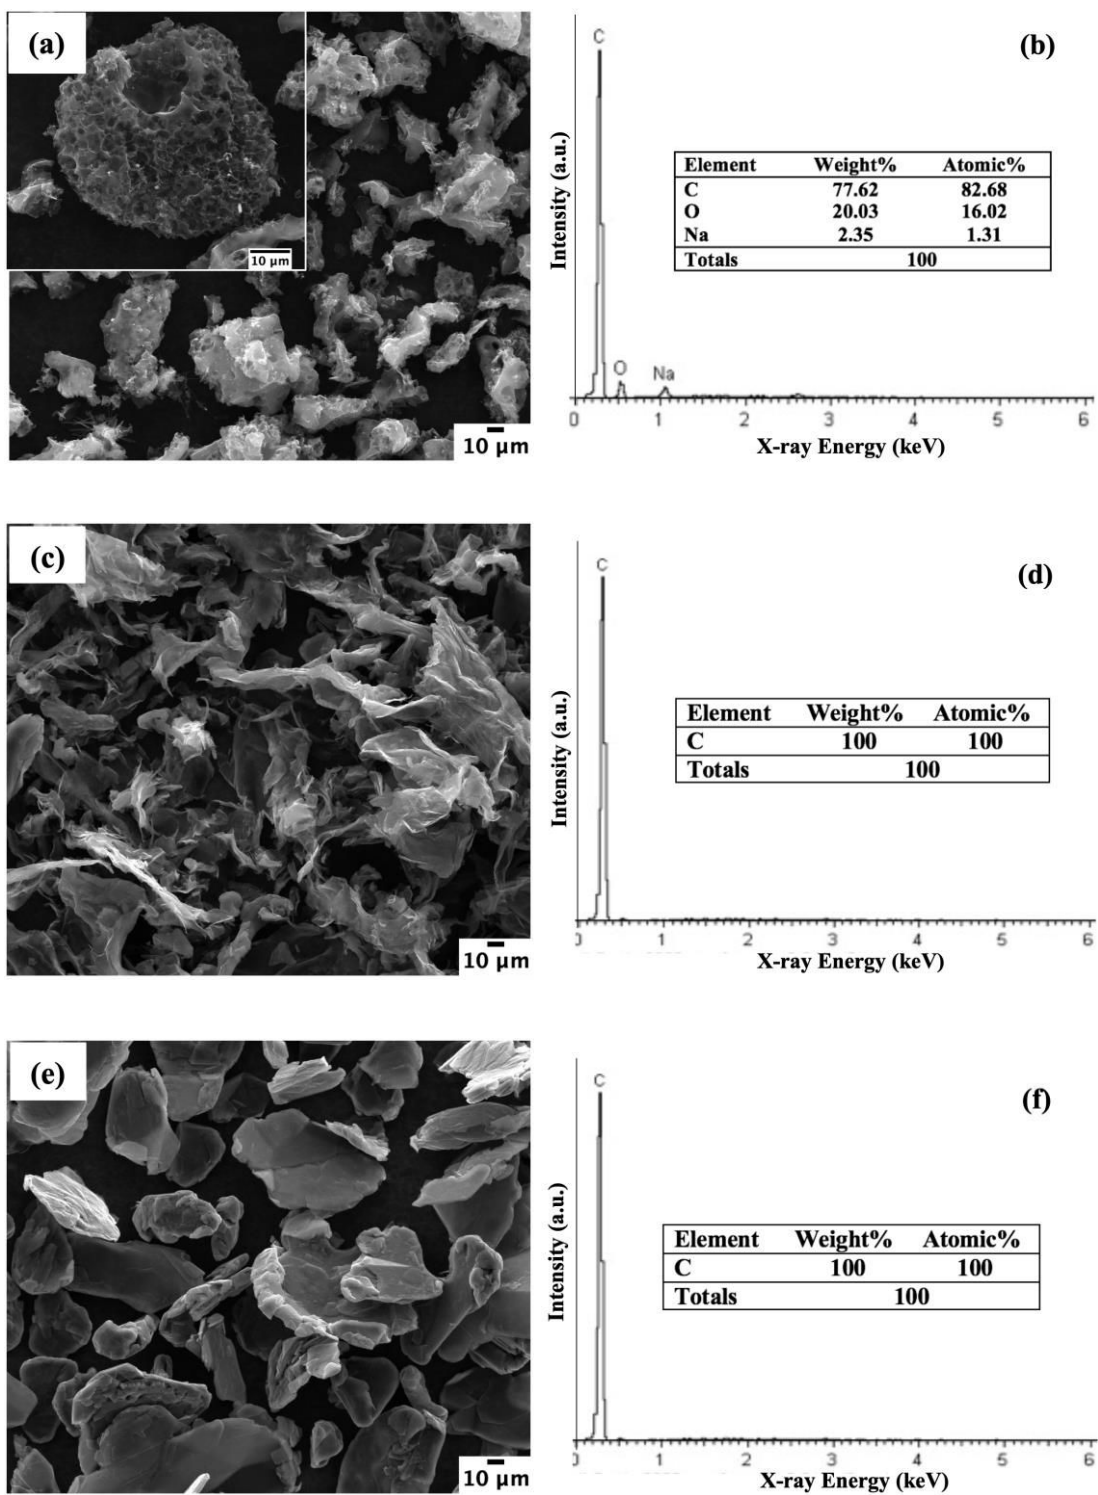 (a)
10 µm
10 µm
C
(b)
Intensity (a.u.)
Element Weight% Atomic%
C 77.62 82.68
O 20.03 16.02
Na 2.35 1.31
Totals 100
O
Na
0 1 2 3 4 5 6
X-ray Energy (keV)
(c)
10 µm
C
(d)
Intensity (a.u.)
Element Weight% Atomic%
C 100 100
Totals 100
1 2 3 4 5 6
X-ray Energy (keV)
(e)
10 µm
C
(f)
Intensity (a.u.)
Element Weight% Atomic%
C 100 100
Totals 100
0 1 2 3 4 5 6
X-ray Energy (keV)